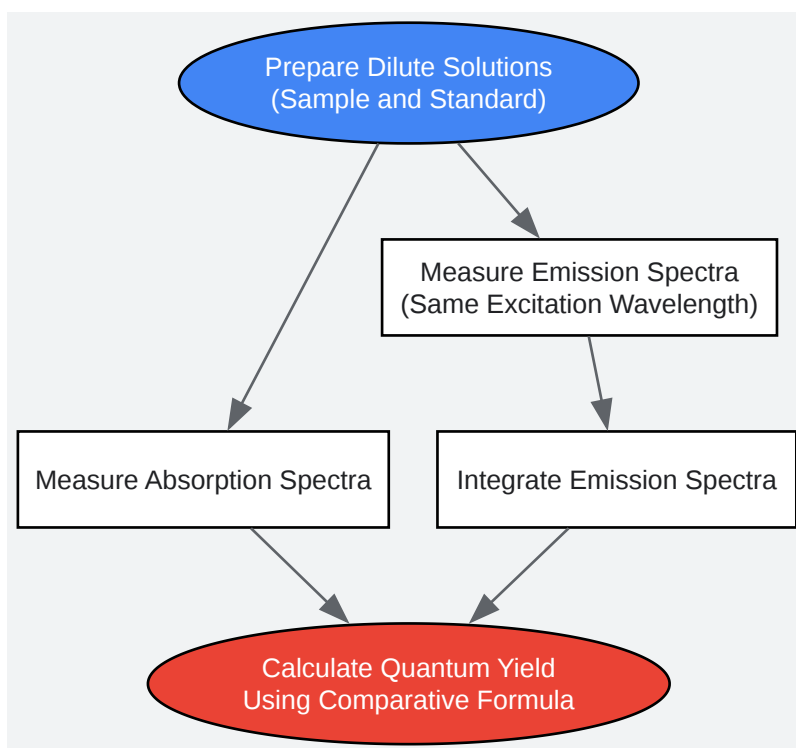 Prepare Dilute Solutions
(Sample and Standard)
Measure Emission Spectra
(Same Excitation Wavelength)
Measure Absorption Spectra
Integrate Emission Spectra
Calculate Quantum Yield
Using Comparative Formula